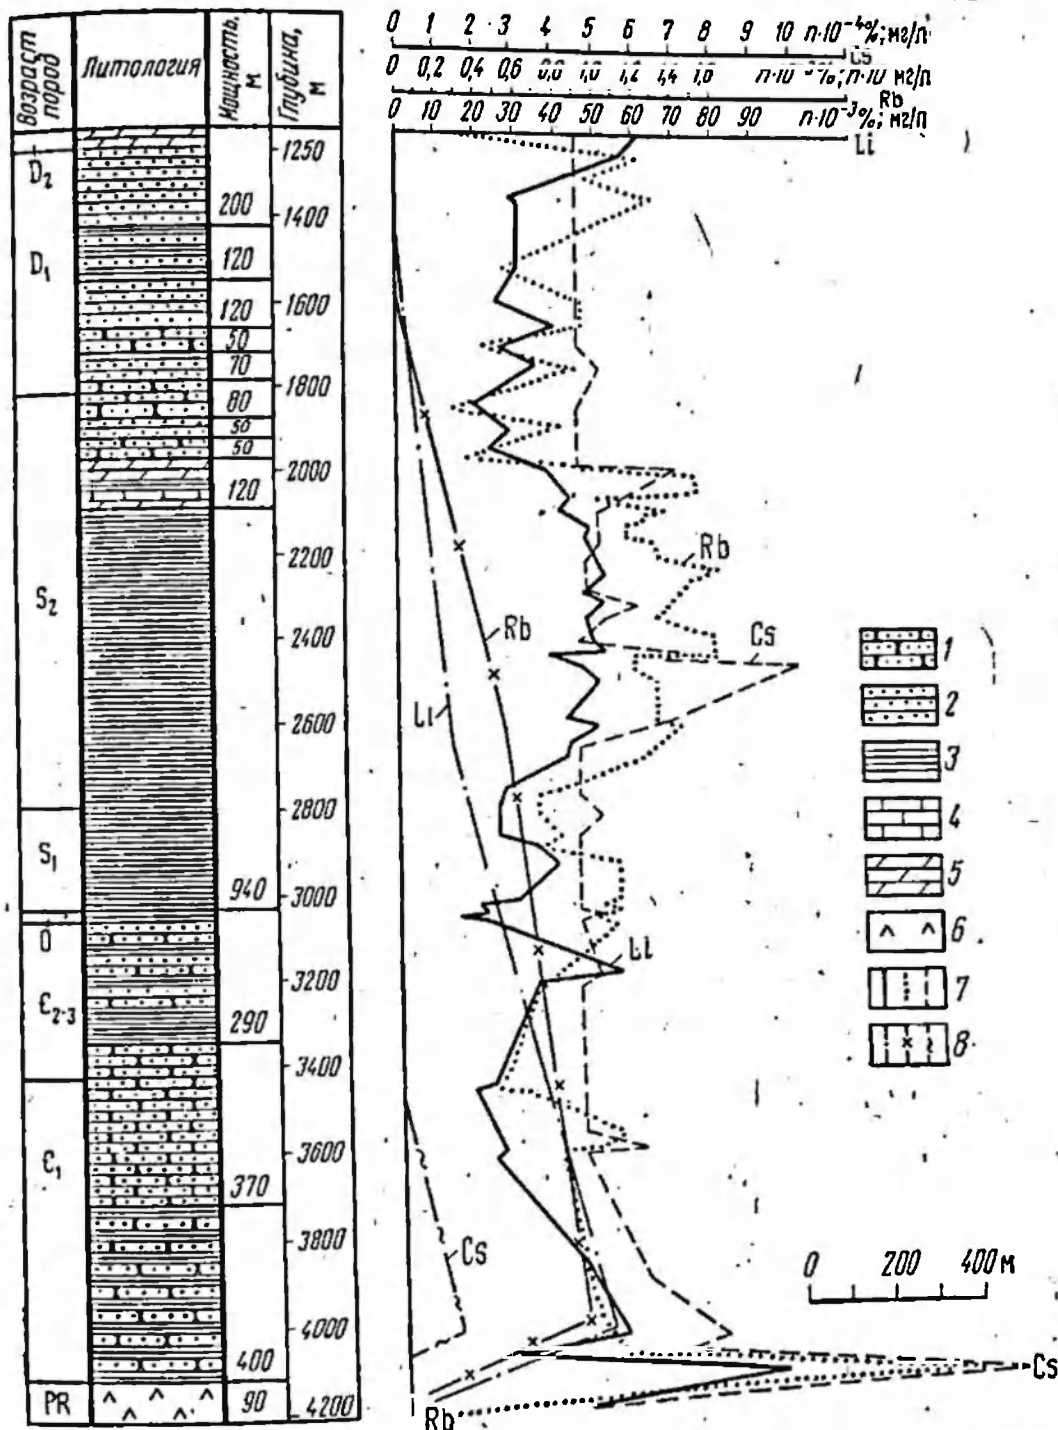 Возраст пород
Литология
Мощность, м
Глубина, м
0 1 2 3 4 5 6 7 8 9 10 n·10⁻⁴%; мг/л
Cs
0 0,2 0,4 0,6 0,8 1,0 1,2 1,4 n·10 мг/л
Rb
0 10 20 30 40 50 60 70 80 90 n·10⁻³%; мг/л
Li
D₂
D₁
S₂
S₁
O
Є₂₋₃
Є₁
PR
200
120
120
50
70
80
50
50
120
940
290
370
400
90
1250
1400
1600
1800
2000
2200
2400
2600
2800
3000
3200
3400
3600
3800
4000
4200
Rb
Rb
Cs
Li
Li
Cs
Cs
Rb
1
2
3
4
5
6
7
8
0 200 400 м